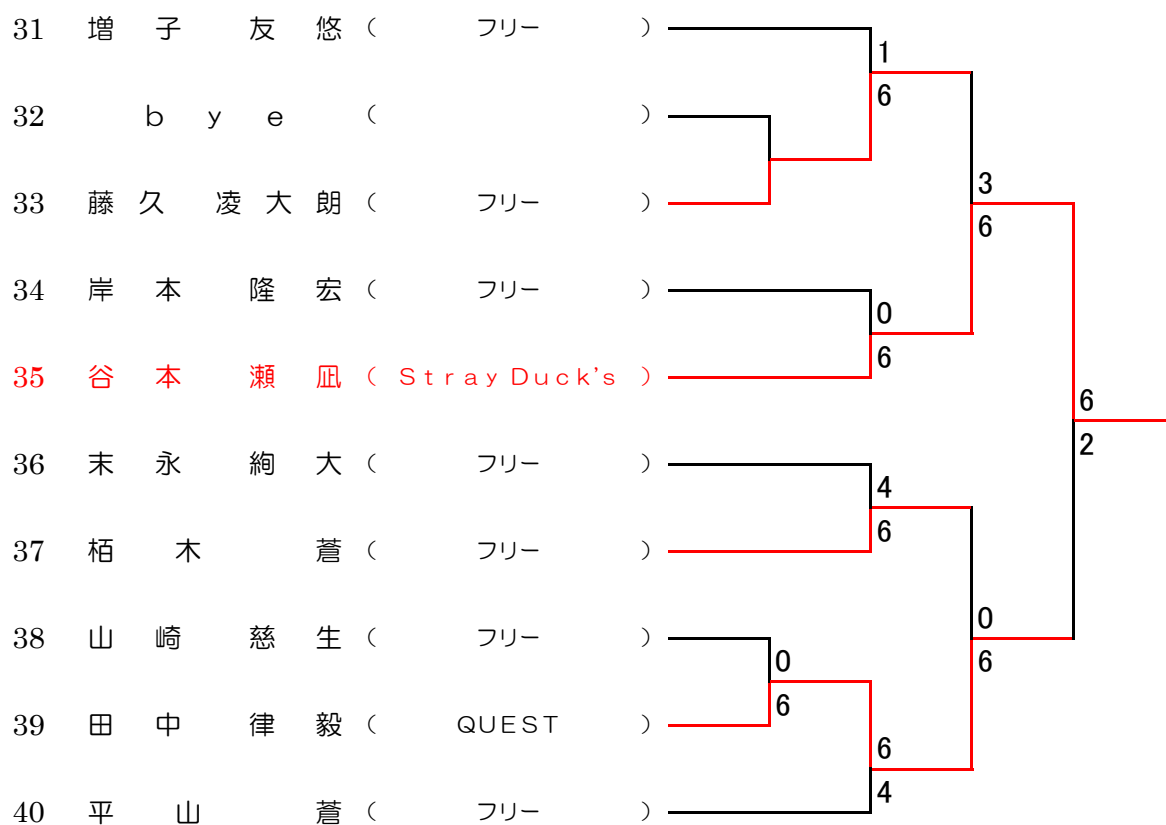 31 増子 友悠 ( フリー )
1
6
32 bye ( )
33 藤久 凌大朗 ( フリー )
3
6
34 岸本 隆宏 ( フリー )
0
6
35 谷本 瀬凪 ( Stray Duck's )
6
2
36 末永 絢大 ( フリー )
4
6
37 栢木 蒼 ( フリー )
38 山崎 慈生 ( フリー )
0
6
0
6
39 田中 律毅 ( QUEST )
6
4
40 平山 蒼 ( フリー )